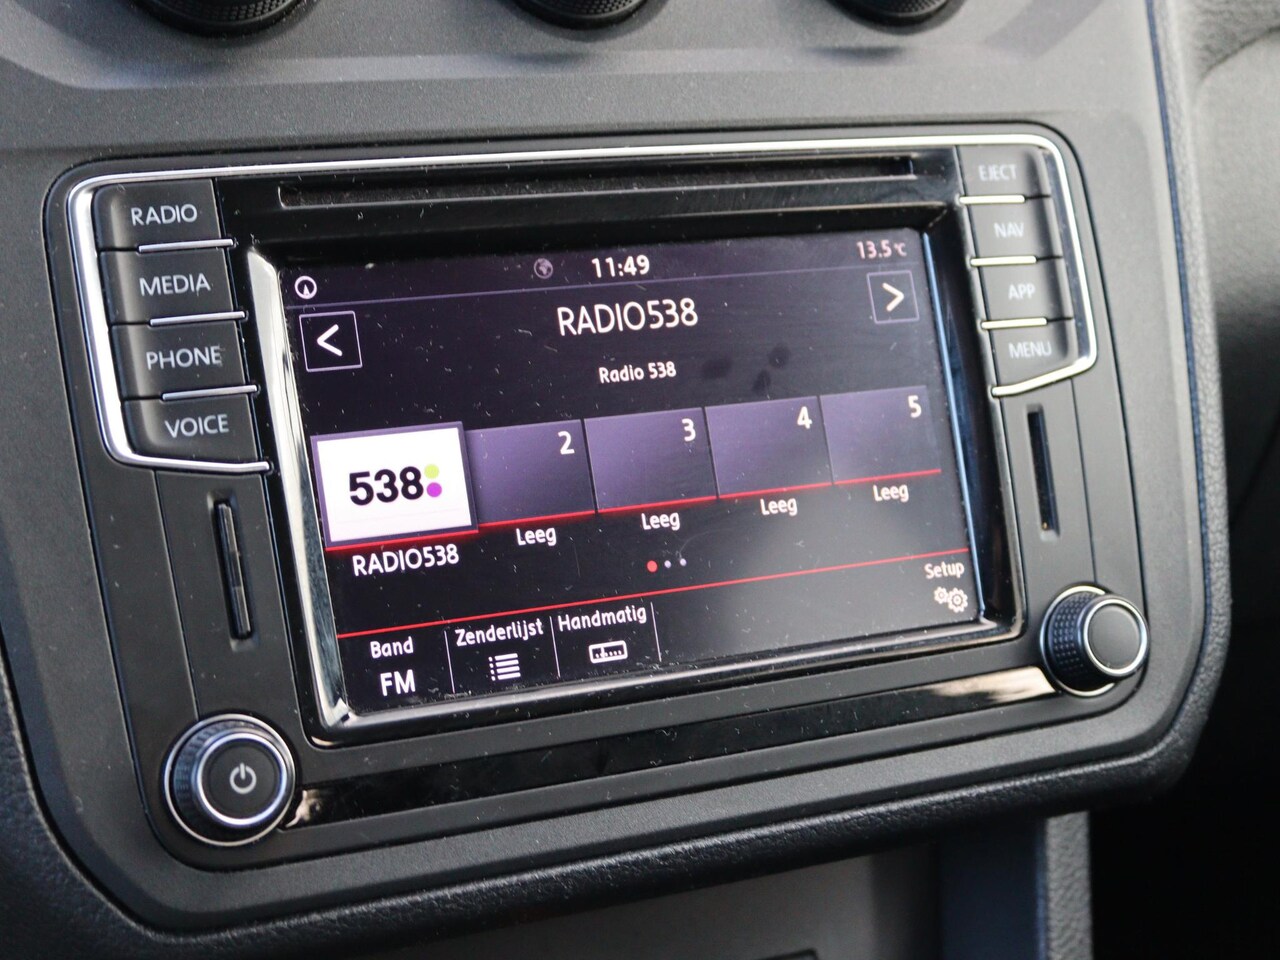 RADIO
MEDIA
PHONE
VOICE
EJECT
NAV
APP
MENU
11:49
13.5°C
<
RADIO538
>
Radio 538
538
2
3
4
5
RADIO538
Leeg
Leeg
Leeg
Leeg
Band
FM
Zenderlijst
Handmatig
Setup